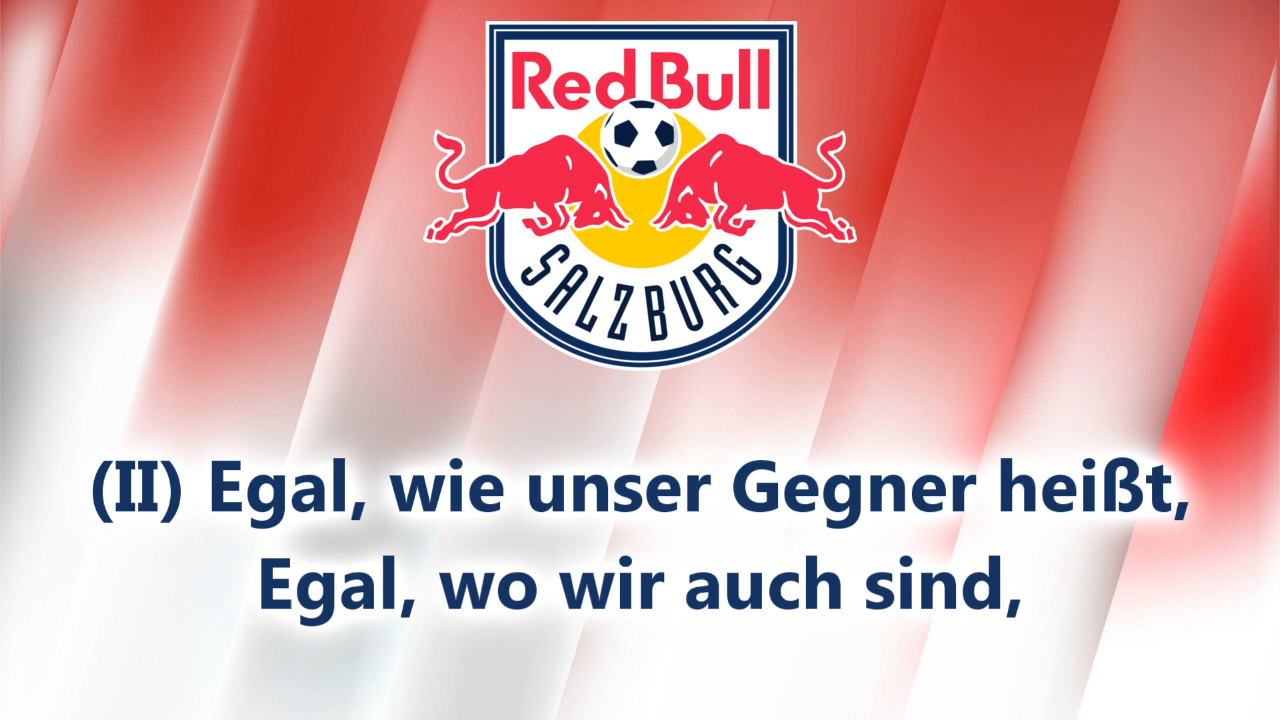 Red Bull
SALZBURG
(II) Egal, wie unser Gegner heißt,
Egal, wo wir auch sind,